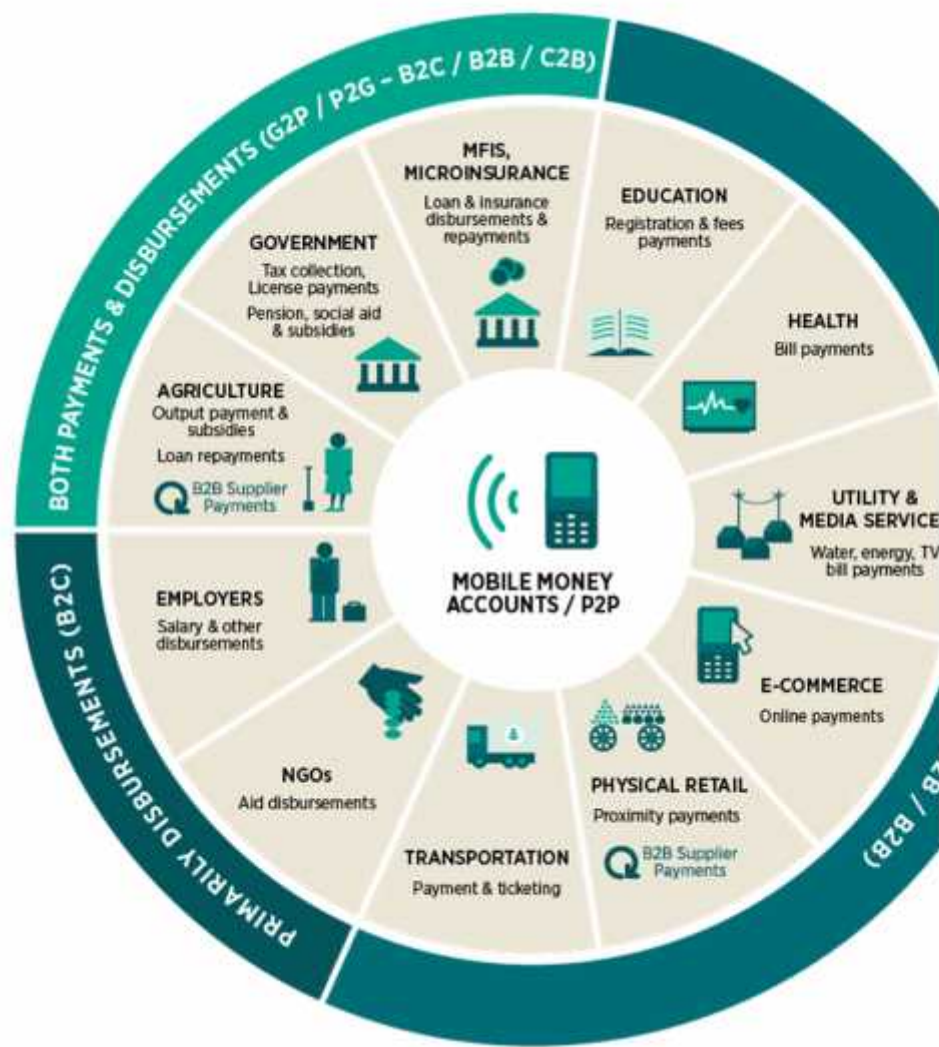 BOTH PAYMENTS & DISBURSEMENTS (G2P / P2G – B2C / B2B / C2B)
MFIS,
MICROINSURANCE
Loan & insurance
disbursements &
repayments
EDUCATION
Registration & fees
payments
GOVERNMENT
Tax collection,
License payments
Pension, social aid
& subsidies
HEALTH
Bill payments
AGRICULTURE
Output payment &
subsidies
Loan repayments
B2B Supplier
Payments
UTILITY &
MEDIA SERVICE
Water, energy, TV
bill payments
MOBILE MONEY
ACCOUNTS / P2P
EMPLOYERS
Salary & other
disbursements
E-COMMERCE
Online payments
NGOs
Aid disbursements
PHYSICAL RETAIL
Proximity payments
B2B Supplier
Payments
TRANSPORTATION
Payment & ticketing
PRIMARILY DISBURSEMENTS (B2C)
/ B2B)